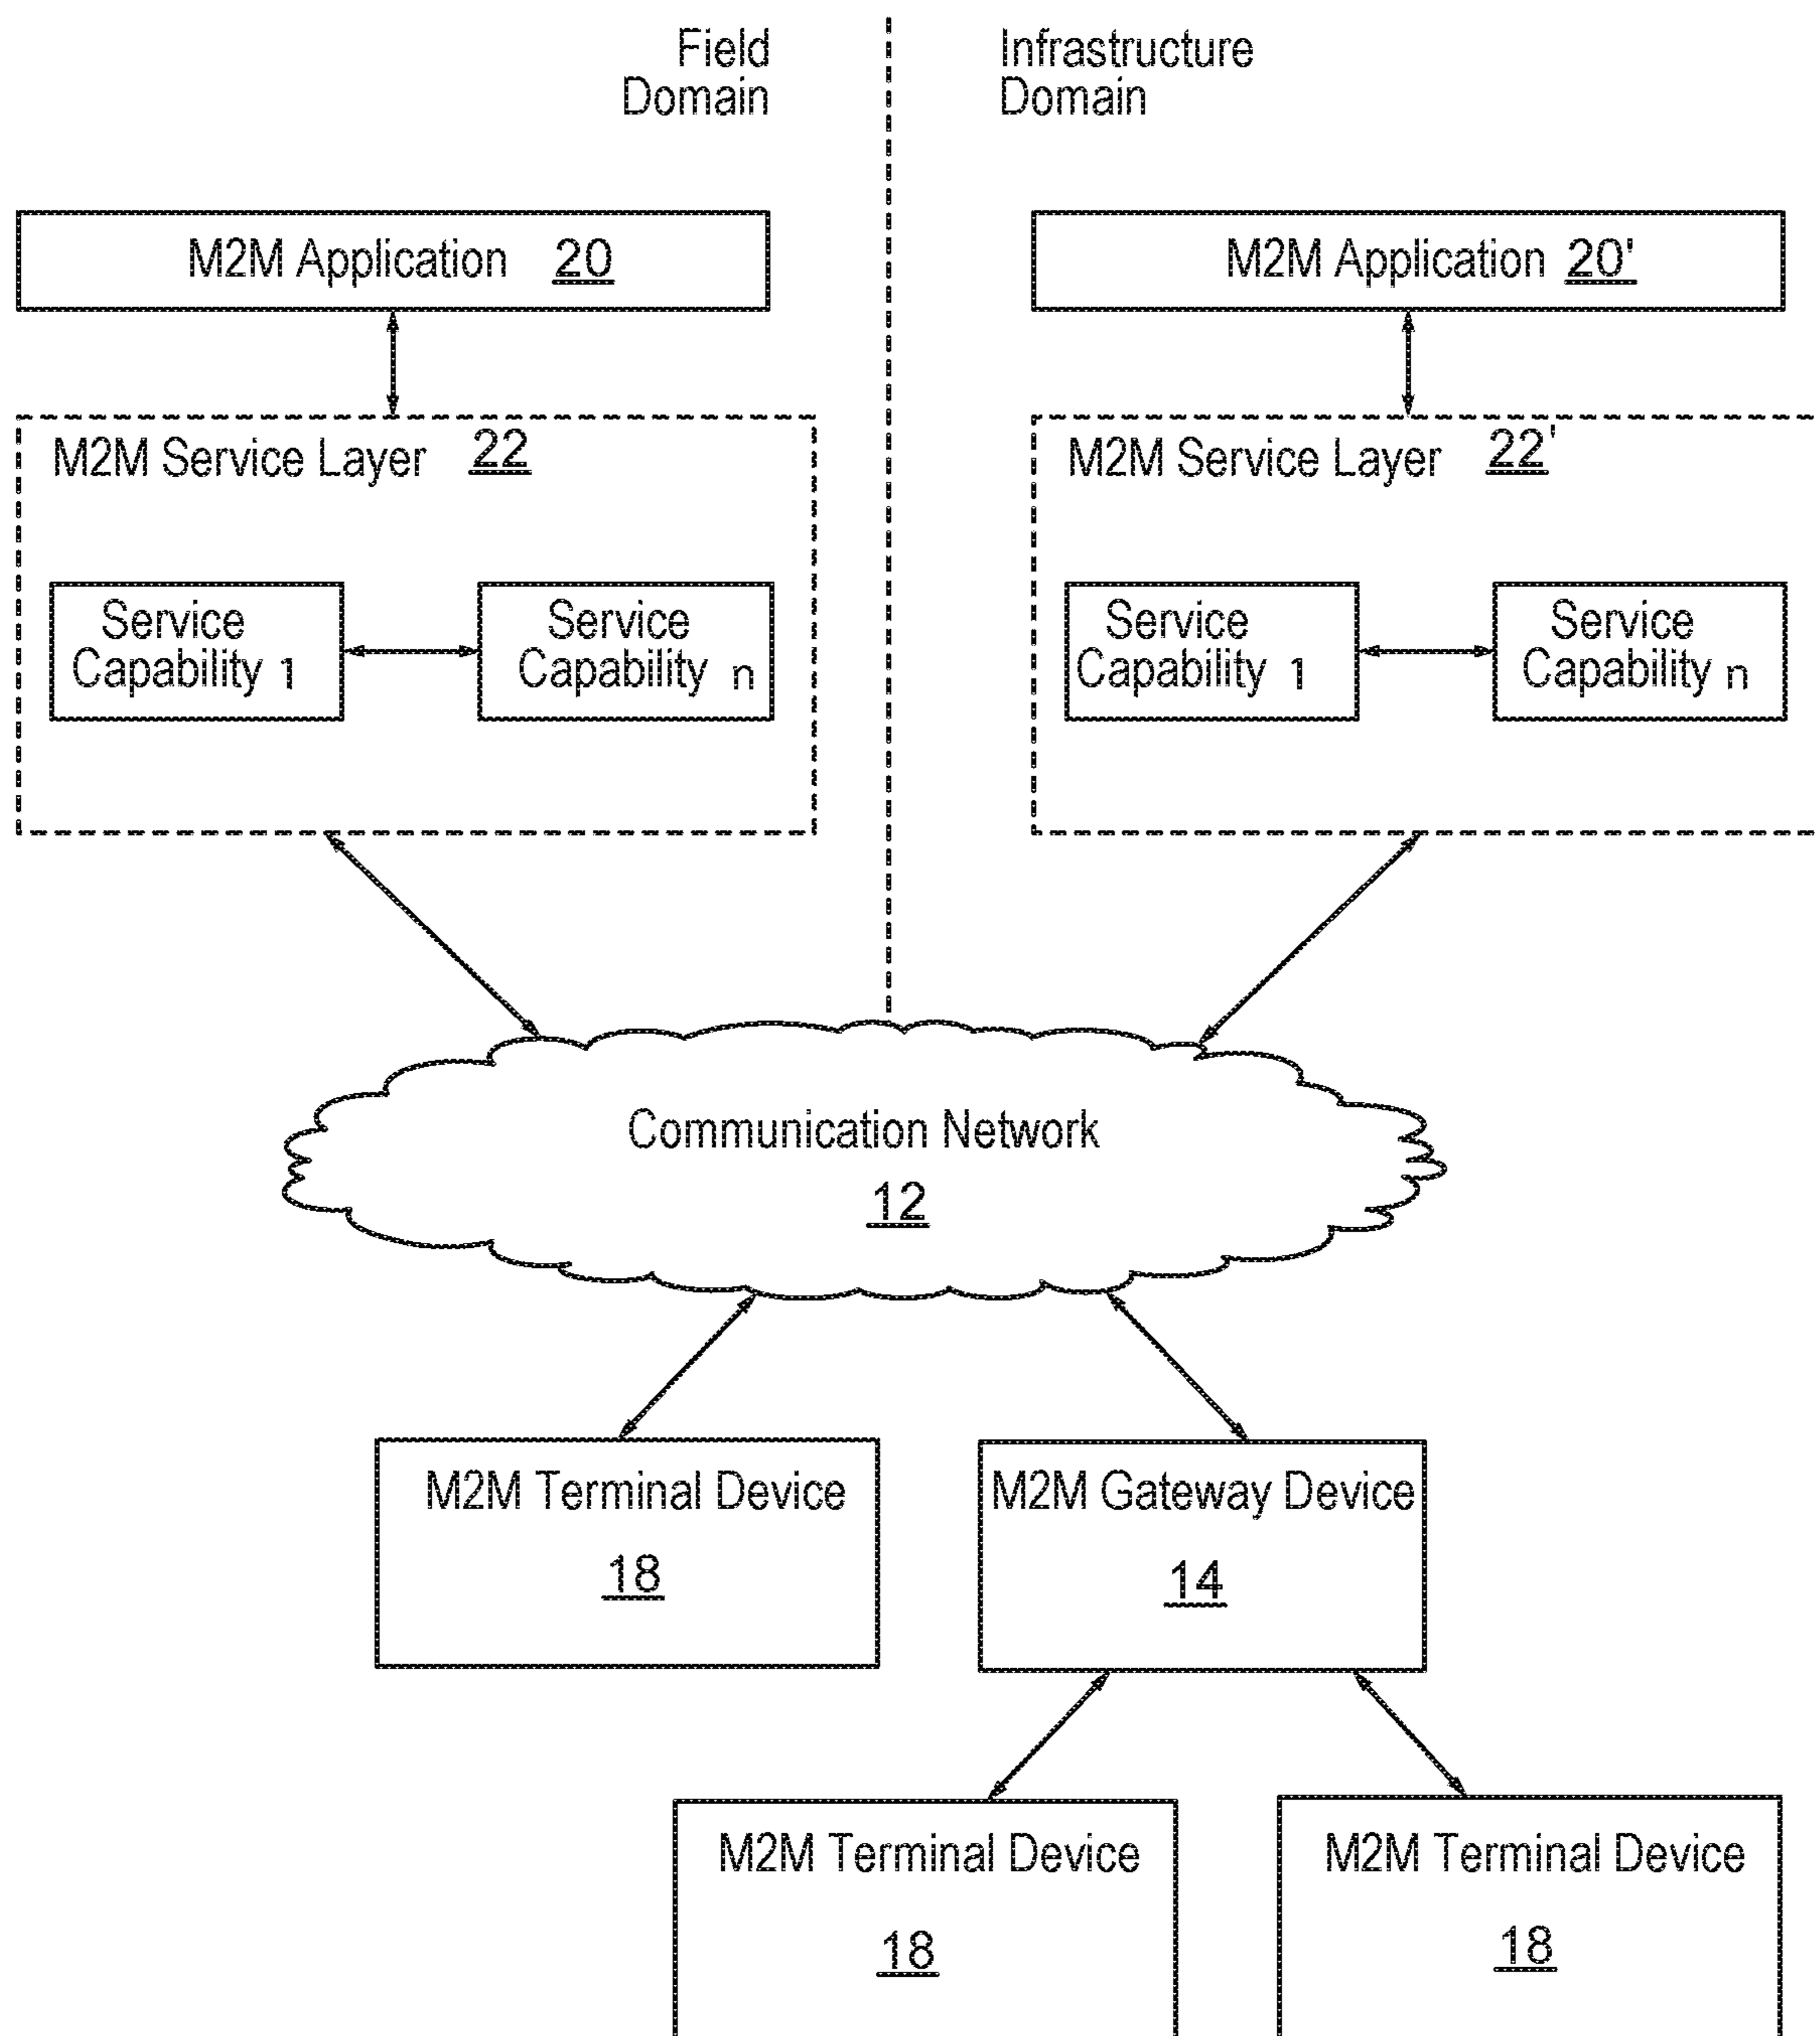 Field
Domain
Infrastructure
Domain
M2M Application 20
M2M Application 20'
M2M Service Layer 22
M2M Service Layer 22'
Service
Capability 1
Service
Capability n
Service
Capability 1
Service
Capability n
Communication Network
12
M2M Terminal Device
18
M2M Gateway Device
14
M2M Terminal Device
18
M2M Terminal Device
18